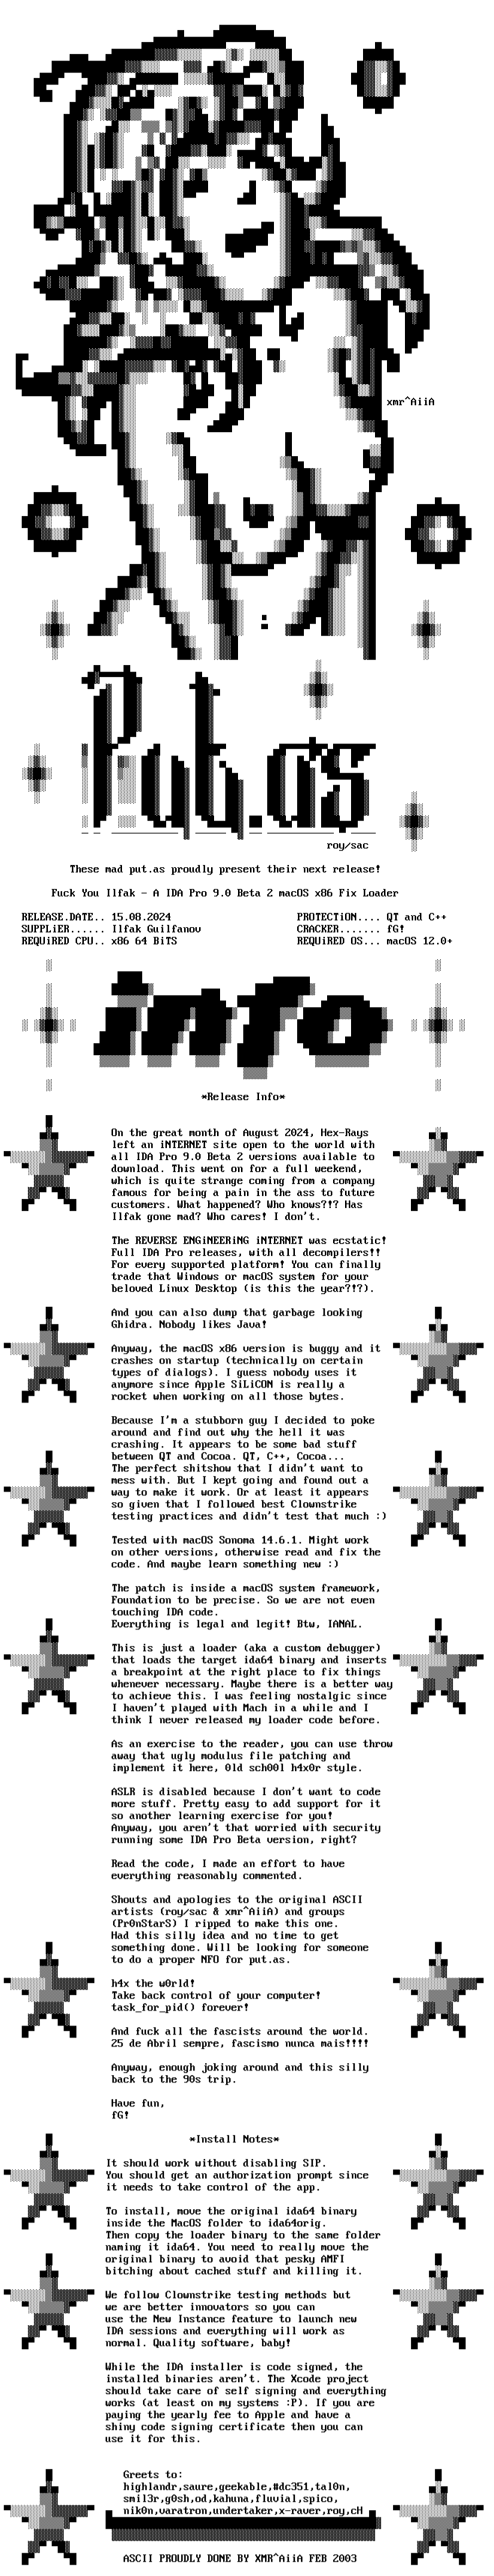 xmr^AiiA
roy/sac
These mad put.as proudly present their next release!
Fuck You Ilfak - A IDA Pro 9.0 Beta 2 macOS x86 Fix Loader
RELEASE.DATE.. 15.08.2024 PROTECTiON.... QT and C++
SUPPLiER...... Ilfak Guilfanov CRACKER....... fG!
REQUiRED CPU.. x86 64 BiTS REQUiRED OS... macOS 12.0+
*Release Info*
On the great month of August 2024, Hex-Rays
left an iNTERNET site open to the world with
all IDA Pro 9.0 Beta 2 versions available to
download. This went on for a full weekend,
which is quite strange coming from a company
famous for being a pain in the ass to future
customers. What happened? Who knows?!? Has
Ilfak gone mad? Who cares! I don't.
The REVERSE ENGiNEERiNG iNTERNET was ecstatic!
Full IDA Pro releases, with all decompilers!!
For every supported platform! You can finally
trade that Windows or macOS system for your
beloved Linux Desktop (is this the year?!?).
And you can also dump that garbage looking
Ghidra. Nobody likes Java!
Anyway, the macOS x86 version is buggy and it
crashes on startup (technically on certain
types of dialogs). I guess nobody uses it
anymore since Apple SiLiCON is really a
rocket when working on all those bytes.
Because I'm a stubborn guy I decided to poke
around and find out why the hell it was
crashing. It appears to be some bad stuff
between QT and Cocoa. QT, C++, Cocoa...
The perfect shitshow that I didn't want to
mess with. But I kept going and found out a
way to make it work. Or at least it appears
so given that I followed best Clownstrike
testing practices and didn't test that much :)
Tested with macOS Sonoma 14.6.1. Might work
on other versions, otherwise read and fix the
code. And maybe learn something new :)
The patch is inside a macOS system framework,
Foundation to be precise. So we are not even
touching IDA code.
Everything is legal and legit! Btw, IANAL.
This is just a loader (aka a custom debugger)
that loads the target ida64 binary and inserts
a breakpoint at the right place to fix things
whenever necessary. Maybe there is a better way
to achieve this. I was feeling nostalgic since
I haven't played with Mach in a while and I
think I never released my loader code before.
As an exercise to the reader, you can use throw
away that ugly modulus file patching and
implement it here, 0ld sch00l h4x0r style.
ASLR is disabled because I don't want to code
more stuff. Pretty easy to add support for it
so another learning exercise for you!
Anyway, you aren't that worried with security
running some IDA Pro Beta version, right?
Read the code, I made an effort to have
everything reasonably commented.
Shouts and apologies to the original ASCII
artists (roy/sac & xmr^AiiA) and groups
(Pr0nStarS) I ripped to make this one.
Had this silly idea and no time to get
something done. Will be looking for someone
to do a proper NFO for put.as.
h4x the w0rld!
Take back control of your computer!
task_for_pid() forever!
And fuck all the fascists around the world.
25 de Abril sempre, fascismo nunca mais!!!!
Anyway, enough joking around and this silly
back to the 90s trip.
Have fun,
fG!
*Install Notes*
It should work without disabling SIP.
You should get an authorization prompt since
it needs to take control of the app.
To install, move the original ida64 binary
inside the MacOS folder to ida64orig.
Then copy the loader binary to the same folder
naming it ida64. You need to really move the
original binary to avoid that pesky AMFI
bitching about cached stuff and killing it.
We follow Clownstrike testing methods but
we are better innovators so you can
use the New Instance feature to launch new
IDA sessions and everything will work as
normal. Quality software, baby!
While the IDA installer is code signed, the
installed binaries aren't. The Xcode project
should take care of self signing and everything
works (at least on my systems :P). If you are
paying the yearly fee to Apple and have a
shiny code signing certificate then you can
use it for this.
Greets to:
highlandr,saure,geekable,#dc351,tal0n,
smil3r,g0sh,od,kahuna,fluvial,spico,
nik0n,varatron,undertaker,x-raver,roy,cH
ASCII PROUDLY DONE BY XMR^AiiA FEB 2003